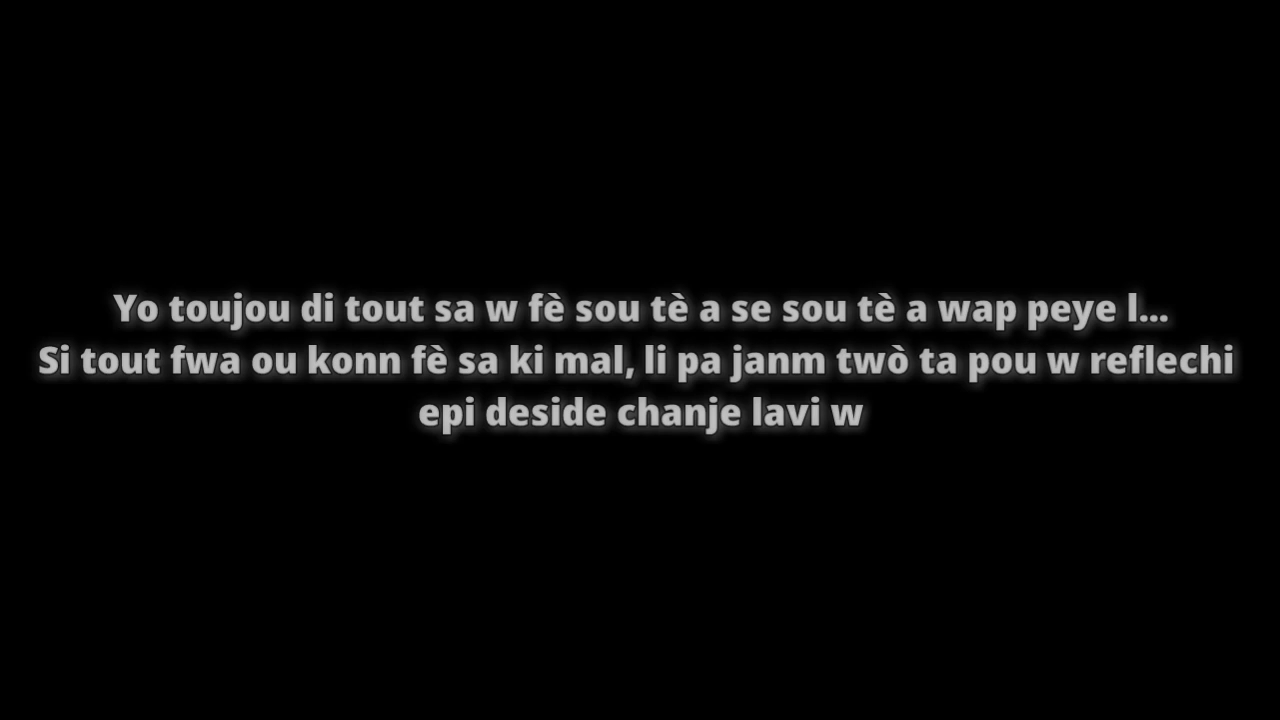 Yo toujou di tout sa w fè sou tè a se sou tè a wap peye l...
Si tout fwa ou konn fè sa ki mal, li pa janm twò ta pou w reflechi
epi deside chanje lavi w